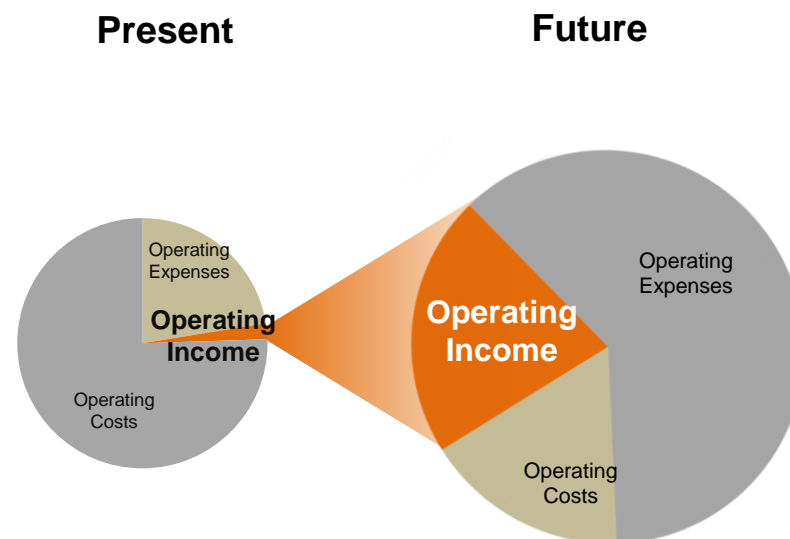 Present
Future
Operating
Expenses
Operating
Income
Operating
Costs
Operating
Expenses
Operating
Income
Operating
Costs